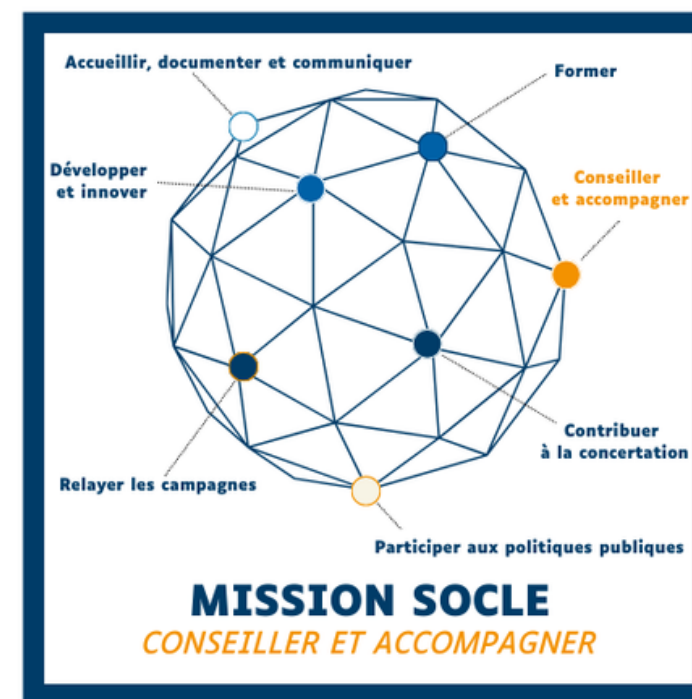 Accueillir, documenter et communiquer
Former
Développer
et innover
Conseiller
et accompagner
Contribuer
à la concertation
Relayer les campagnes
Participer aux politiques publiques
MISSION SOCLE
CONSEILLER ET ACCOMPAGNER